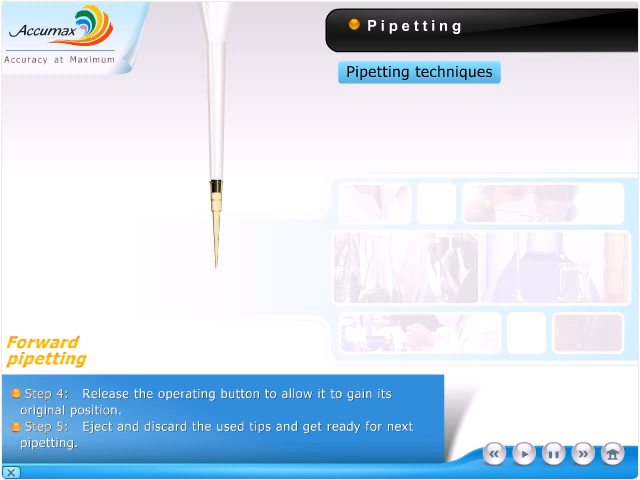 Accumax
Accuracy at Maximum
Pipetting
Pipetting techniques
Forward
pipetting
Step 4: Release the operating button to allow it to gain its
original position.
Step 5: Eject and discard the used tips and get ready for next
pipetting.